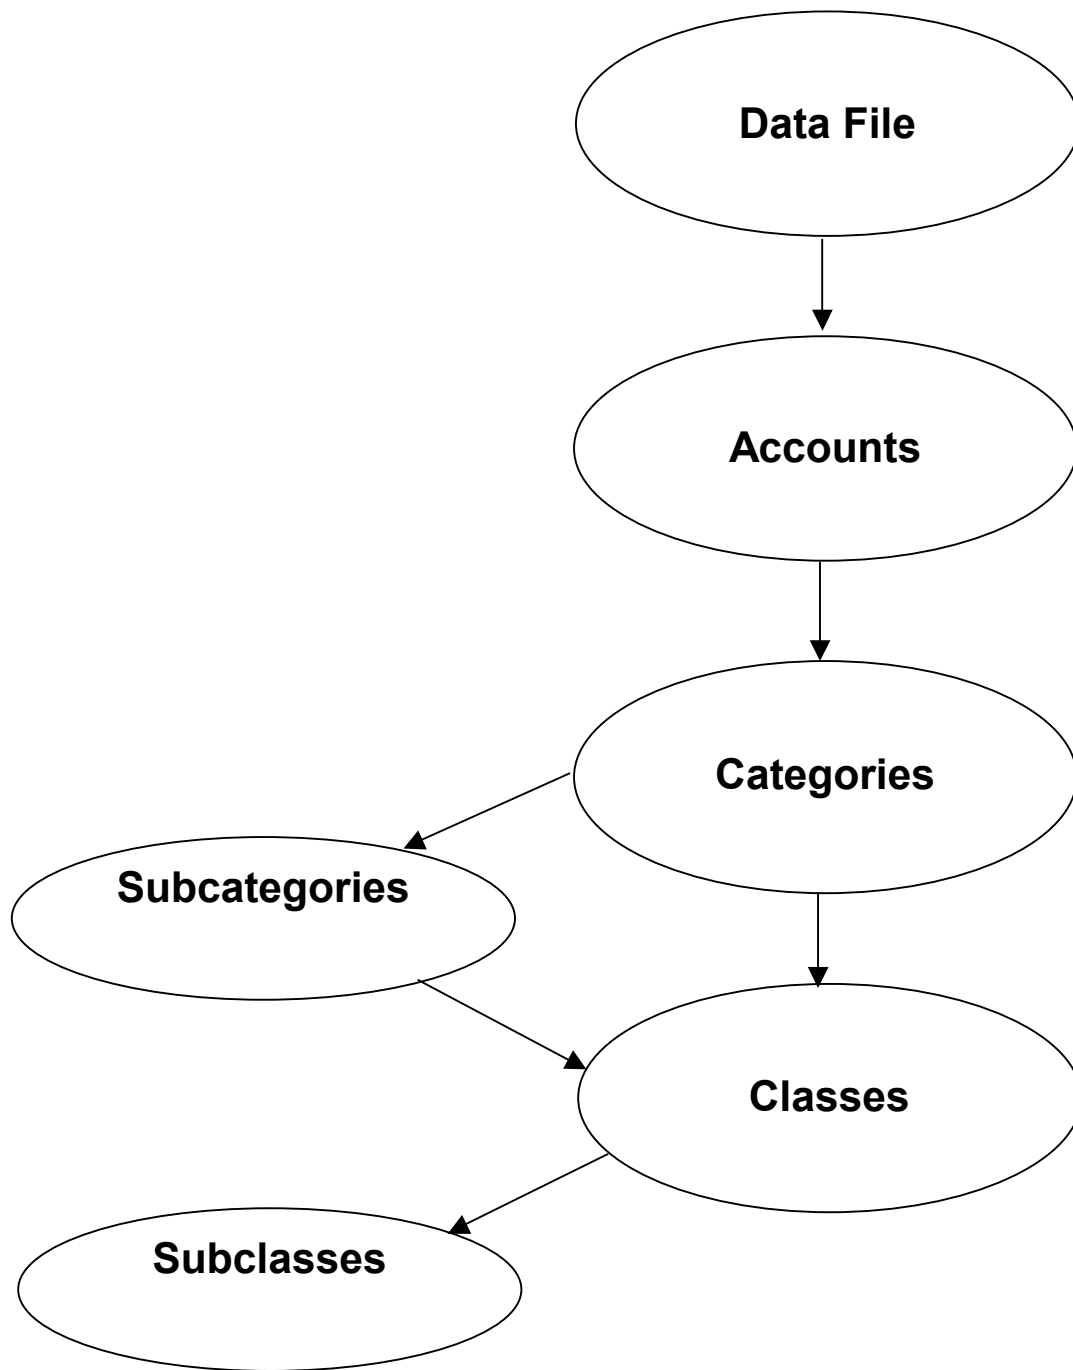 Data File
Accounts
Categories
Subcategories
Classes
Subclasses